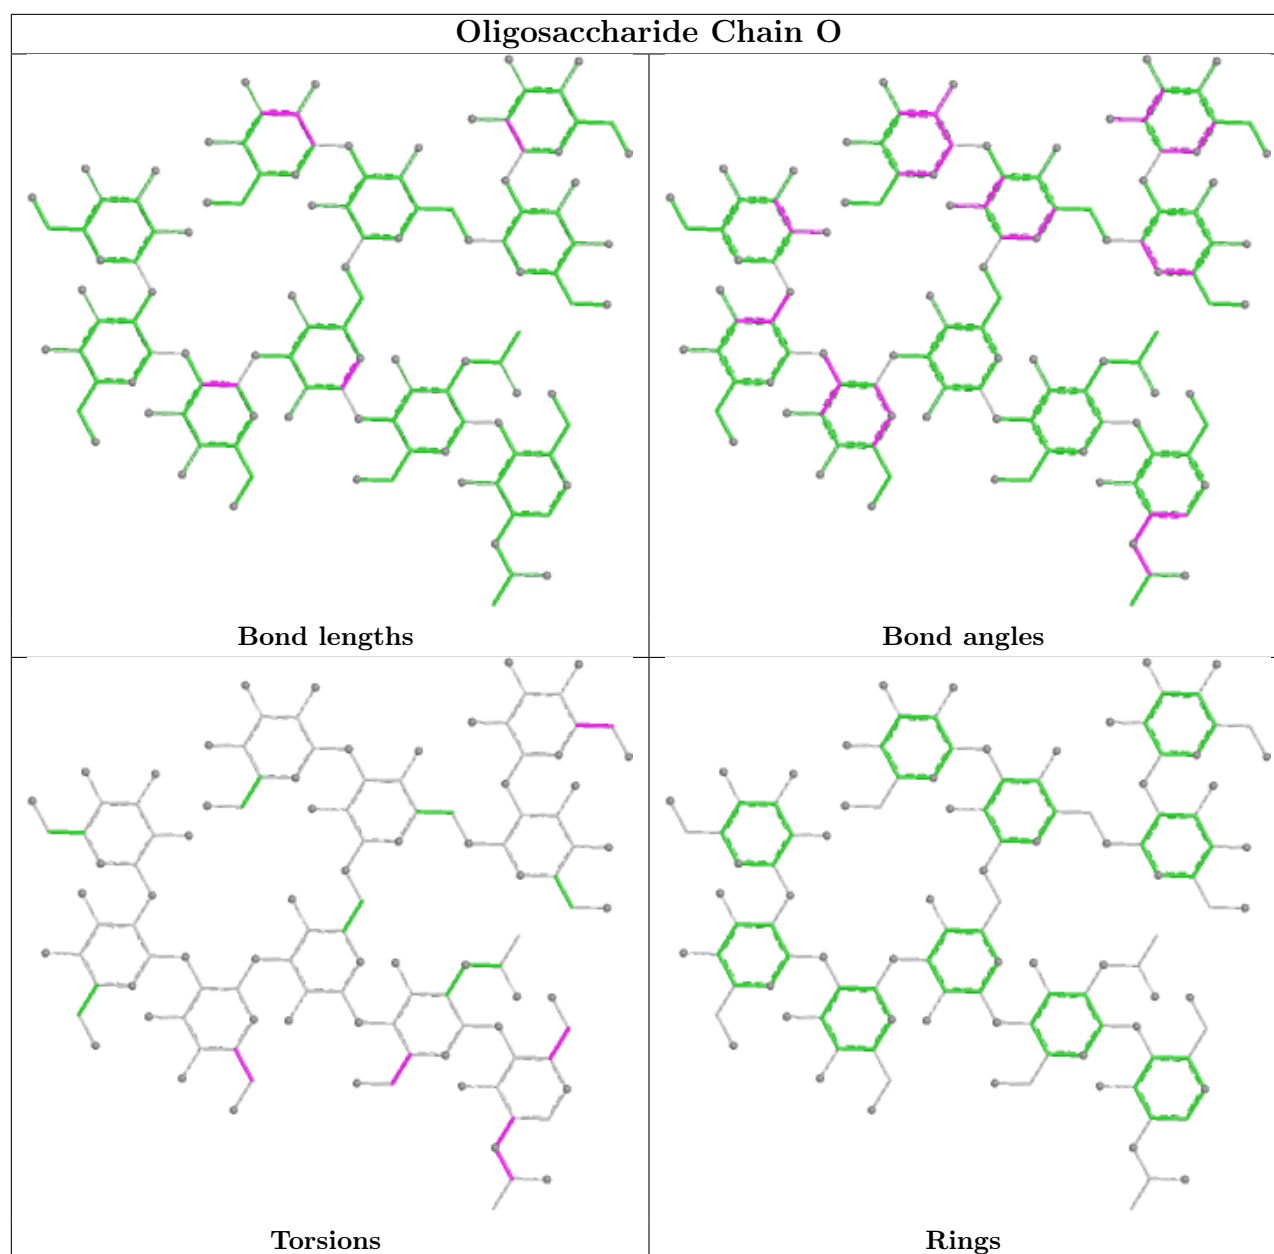 Oligosaccharide Chain O
Bond lengths
Bond angles
Torsions
Rings